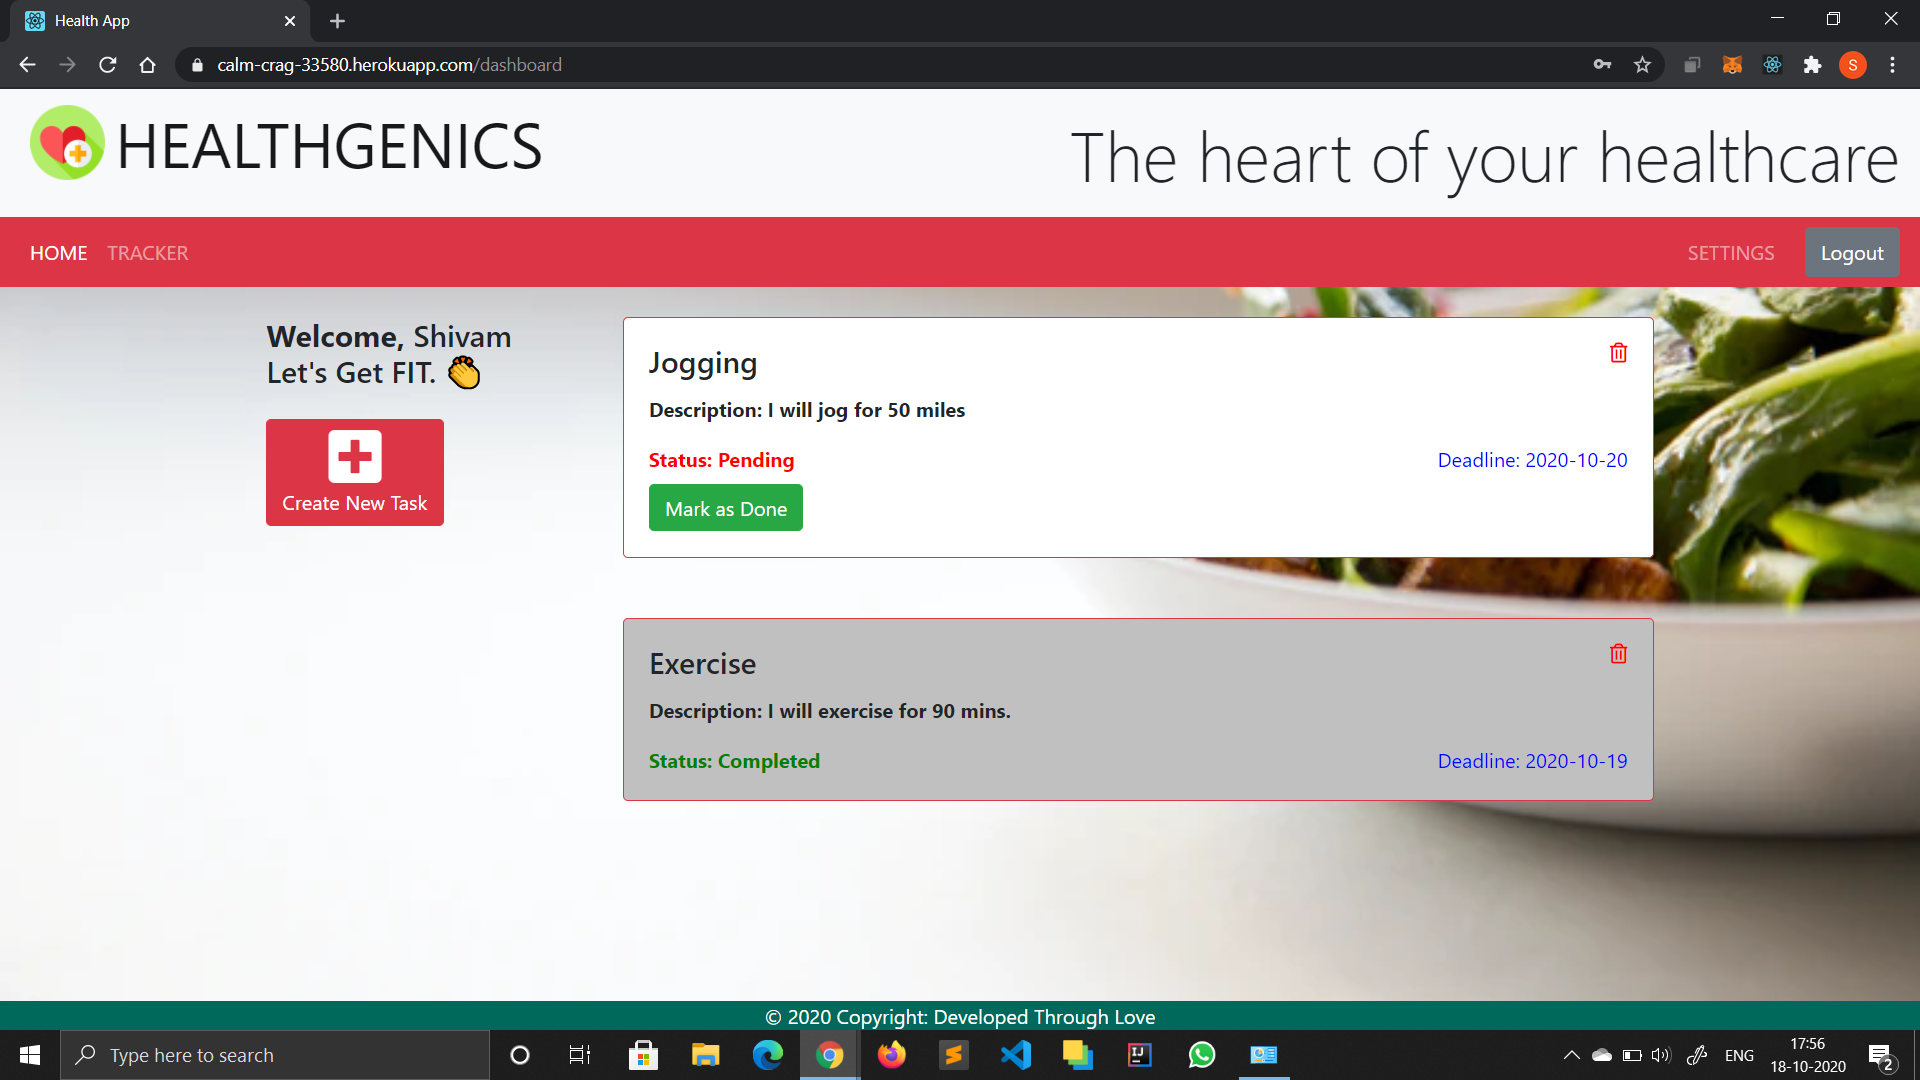 Health App
calm-crag-33580.herokuapp.com/dashboard
S
HEALTHGENICS
The heart of your healthcare
HOME TRACKER SETTINGS Logout
Welcome, Shivam
Let's Get FIT.
Create New Task
Jogging
Description: I will jog for 50 miles
Status: Pending Deadline: 2020-10-20
Mark as Done
Exercise
Description: I will exercise for 90 mins.
Status: Completed Deadline: 2020-10-19
© 2020 Copyright: Developed Through Love
Type here to search
IJ
ENG
17:56
18-10-2020
2